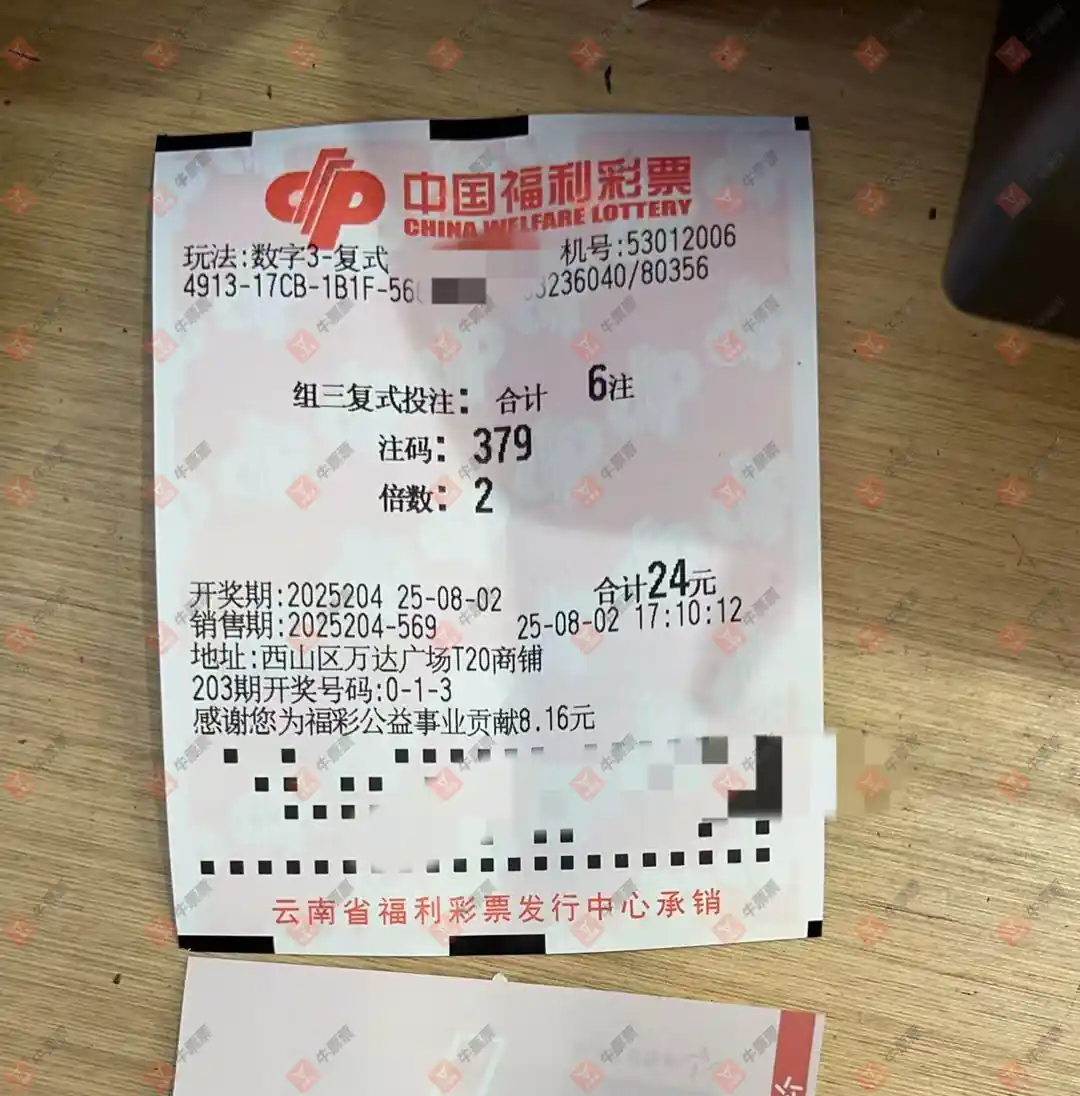 中国福利彩票
CHINA WELFARE LOTTERY
玩法:数字3-复式
机号:53012006
4913-17CB-1B1F-56
3236040/80356
组三复式投注: 合计 6注
注码: 379
倍数: 2
合计24元
开奖期:2025204 25-08-02
销售期:2025204-569 25-08-02 17:10:12
地址:西山区万达广场T20商铺
203期开奖号码:0-1-3
感谢您为福彩公益事业贡献8.16元
云南省福利彩票发行中心承销
牛票票